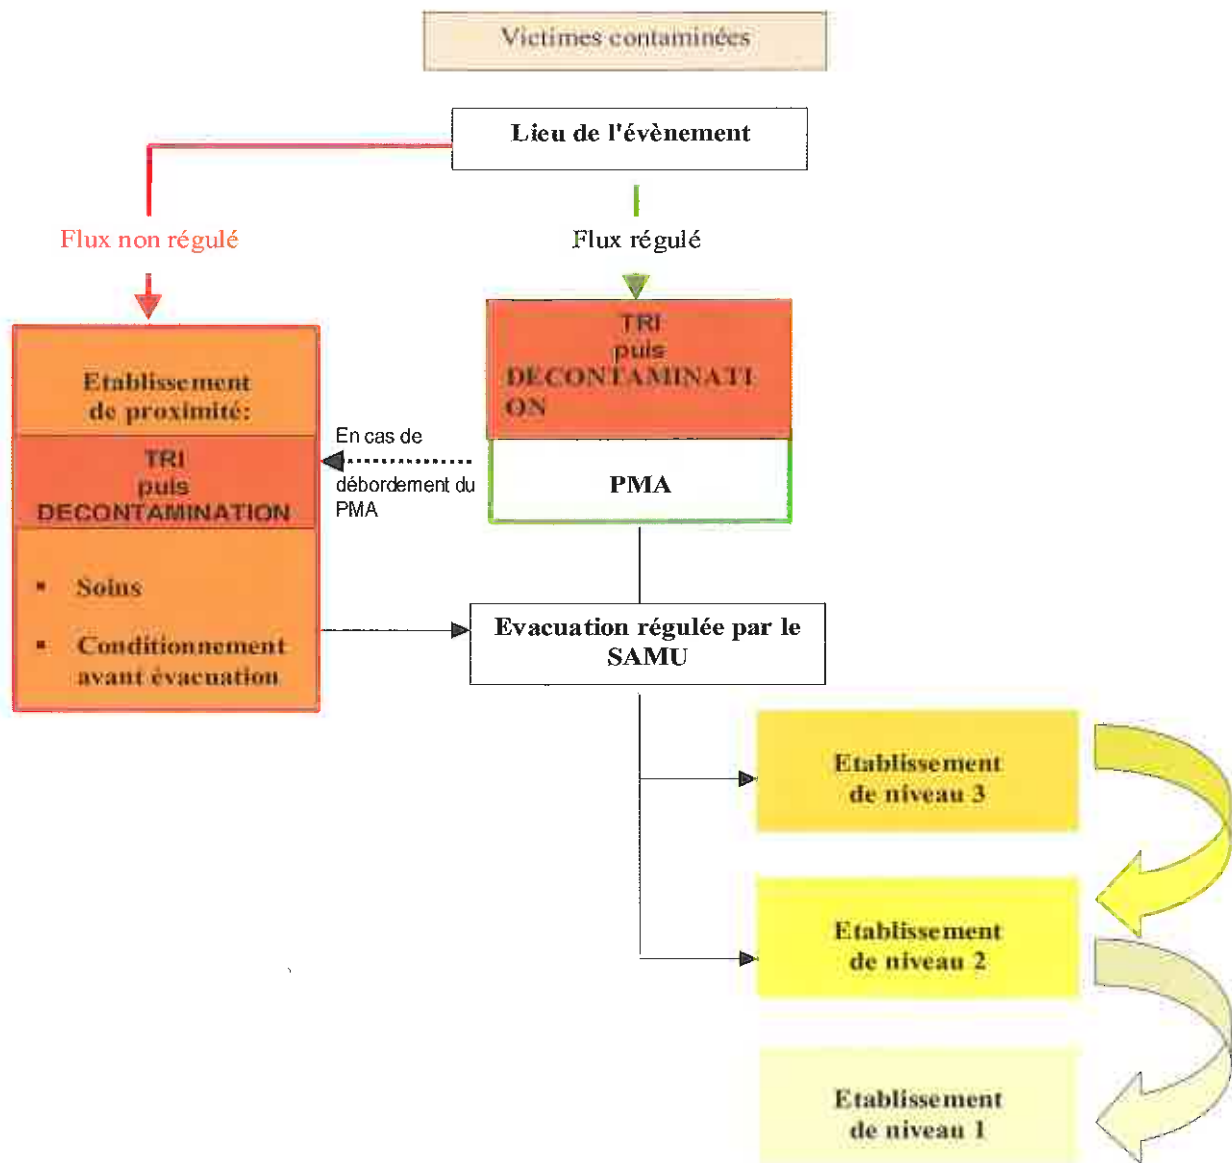 Victimes contaminées
Lieu de l'évènement
Flux non régulé
Flux régulé
TRI
puis
DECONTAMINATI
ON
PMA
Etablissement
de proximité:
TRI
puis
DECONTAMINATION
▪ Soins
▪ Conditionnement
avant évacuation
En cas de
débordement du
PMA
Evacuation régulée par le
SAMU
Etablissement
de niveau 3
Etablissement
de niveau 2
Etablissement
de niveau 1